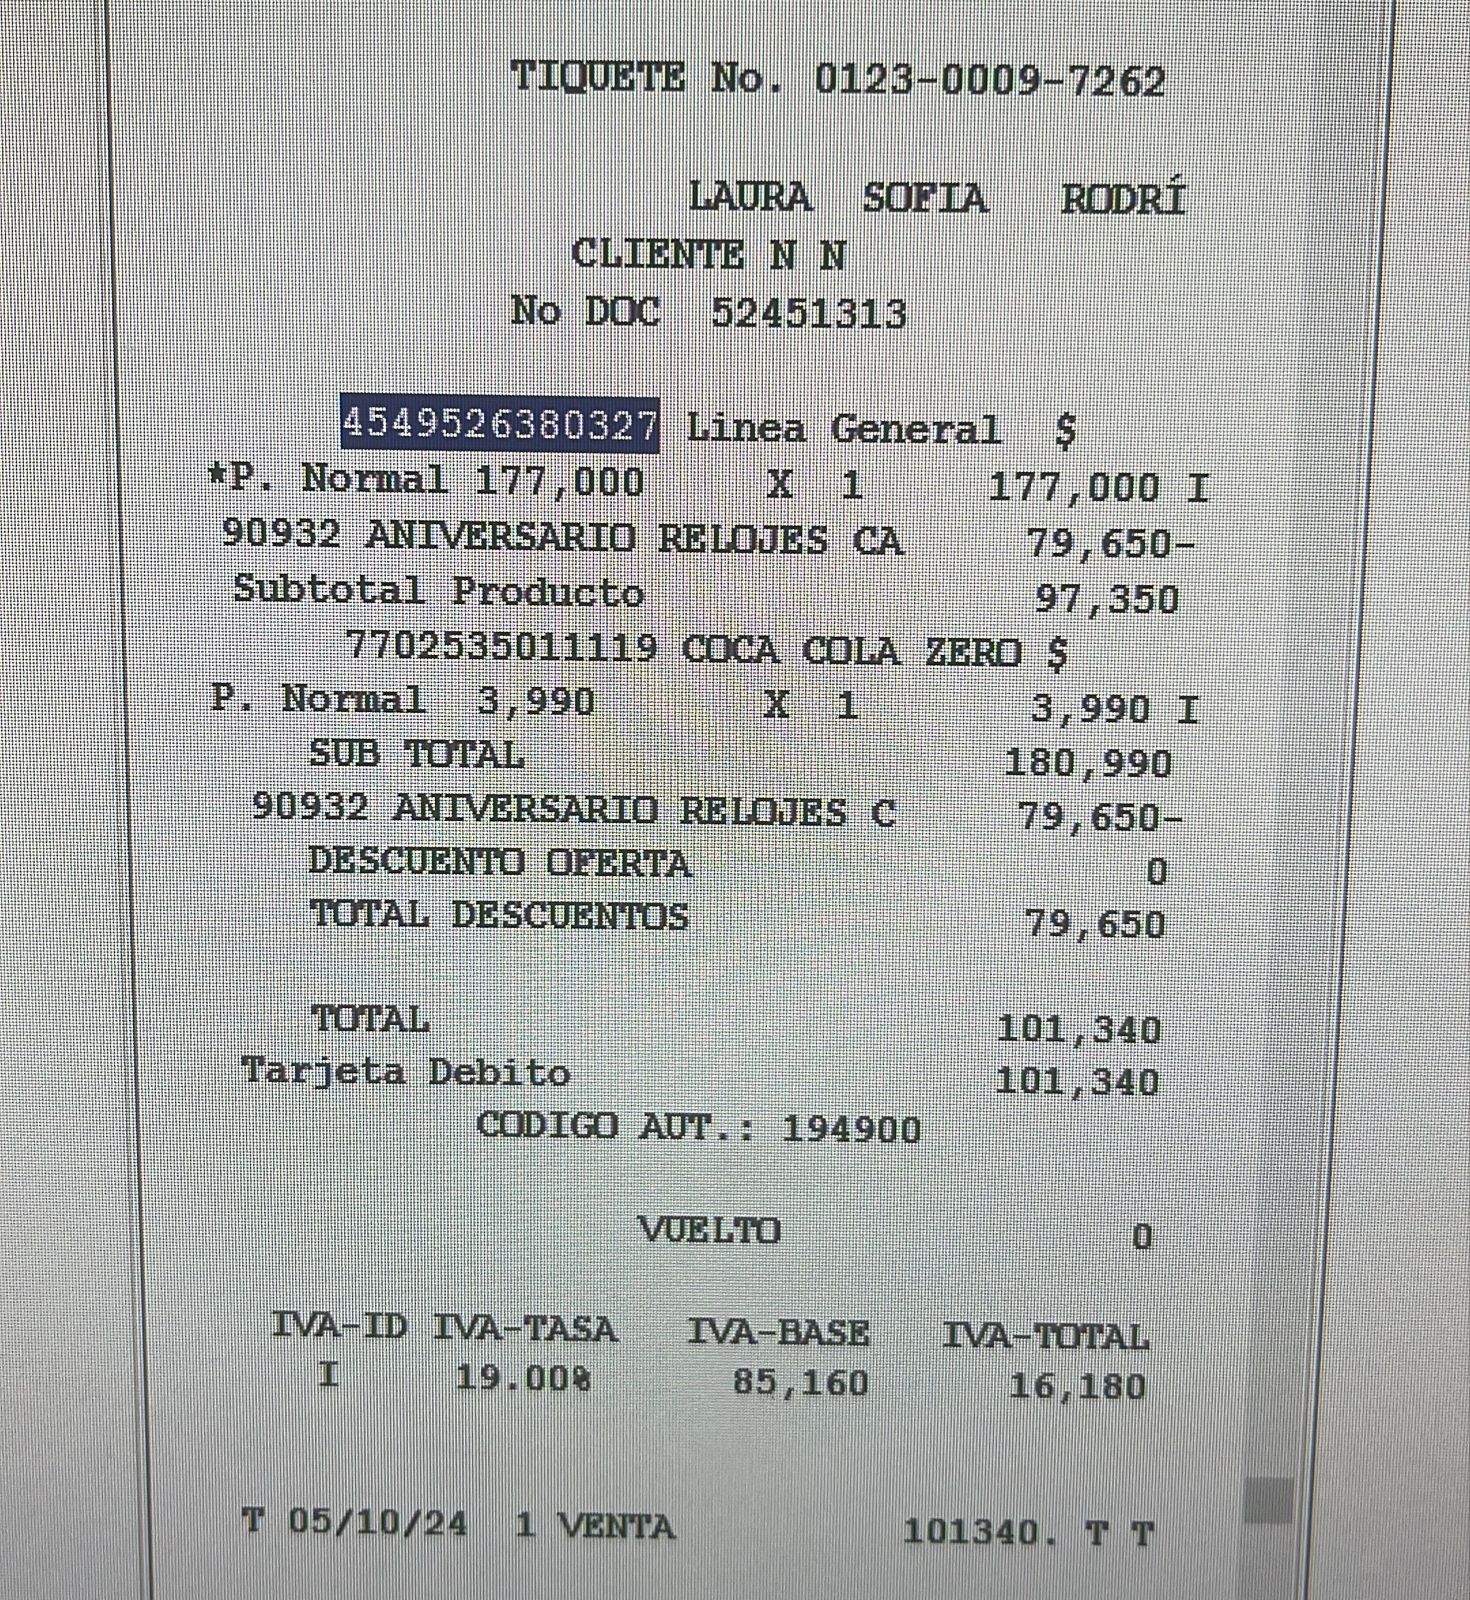 TIQUETE No. 0123-0009-7262
LAURA SOFIA RODRÍ
CLIENTE N N
No DOC 52451313
4549526380327 Linea General $
*P. Normal 177,000 X 1 177,000 I
90932 ANIVERSARIO RELOJES CA 79,650-
Subtotal Producto 97,350
7702535011119 COCA COLA ZERO $
P. Normal 3,990 X 1 3,990 I
SUB TOTAL 180,990
90932 ANIVERSARIO RELOJES C 79,650-
DESCUENTO OFERTA 0
TOTAL DESCUENTOS 79,650
TOTAL 101,340
Tarjeta Debito 101,340
CODIGO AUT.: 194900
VUELTO 0
IVA-ID IVA-TASA IVA-BASE IVA-TOTAL
I 19.00% 85,160 16,180
T 05/10/24 1 VENTA 101340. T T